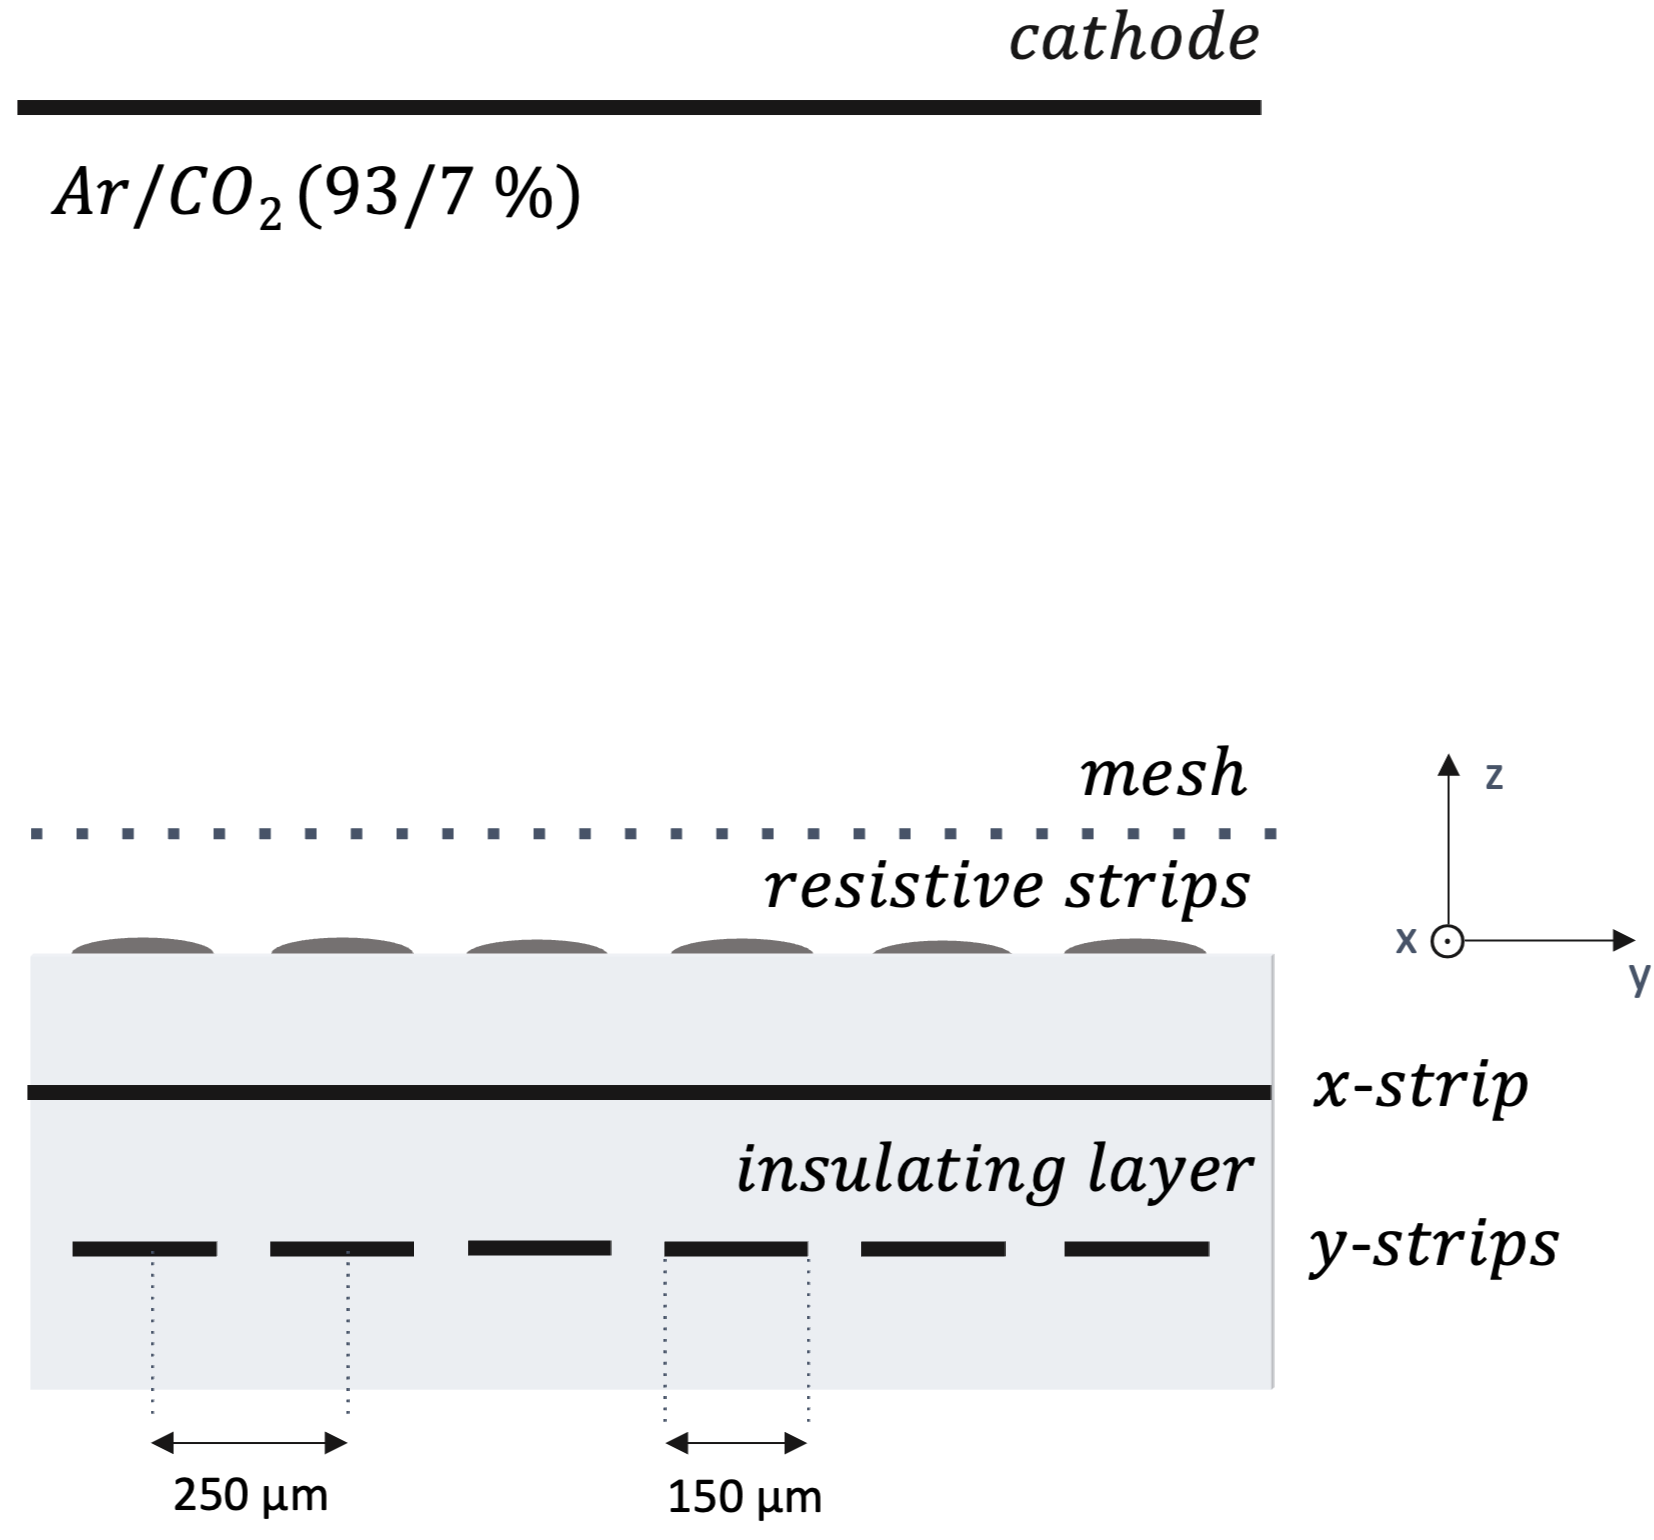 cathode
Ar/CO₂ (93/7 %)
mesh
resistive strips
z
x
y
x-strip
insulating layer
y-strips
250 µm
150 µm